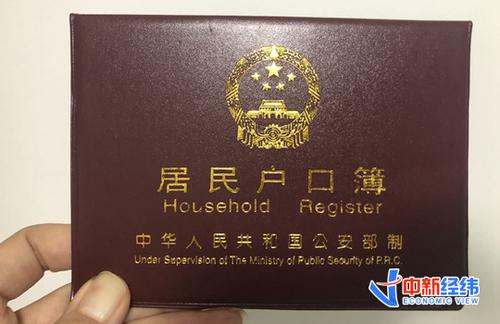 居民户口簿
Household Register
中华人民共和国公安部制
Under Supervision of The Ministry of Public Security of P.R.C.
中新经纬
ECONOMIC VIEW